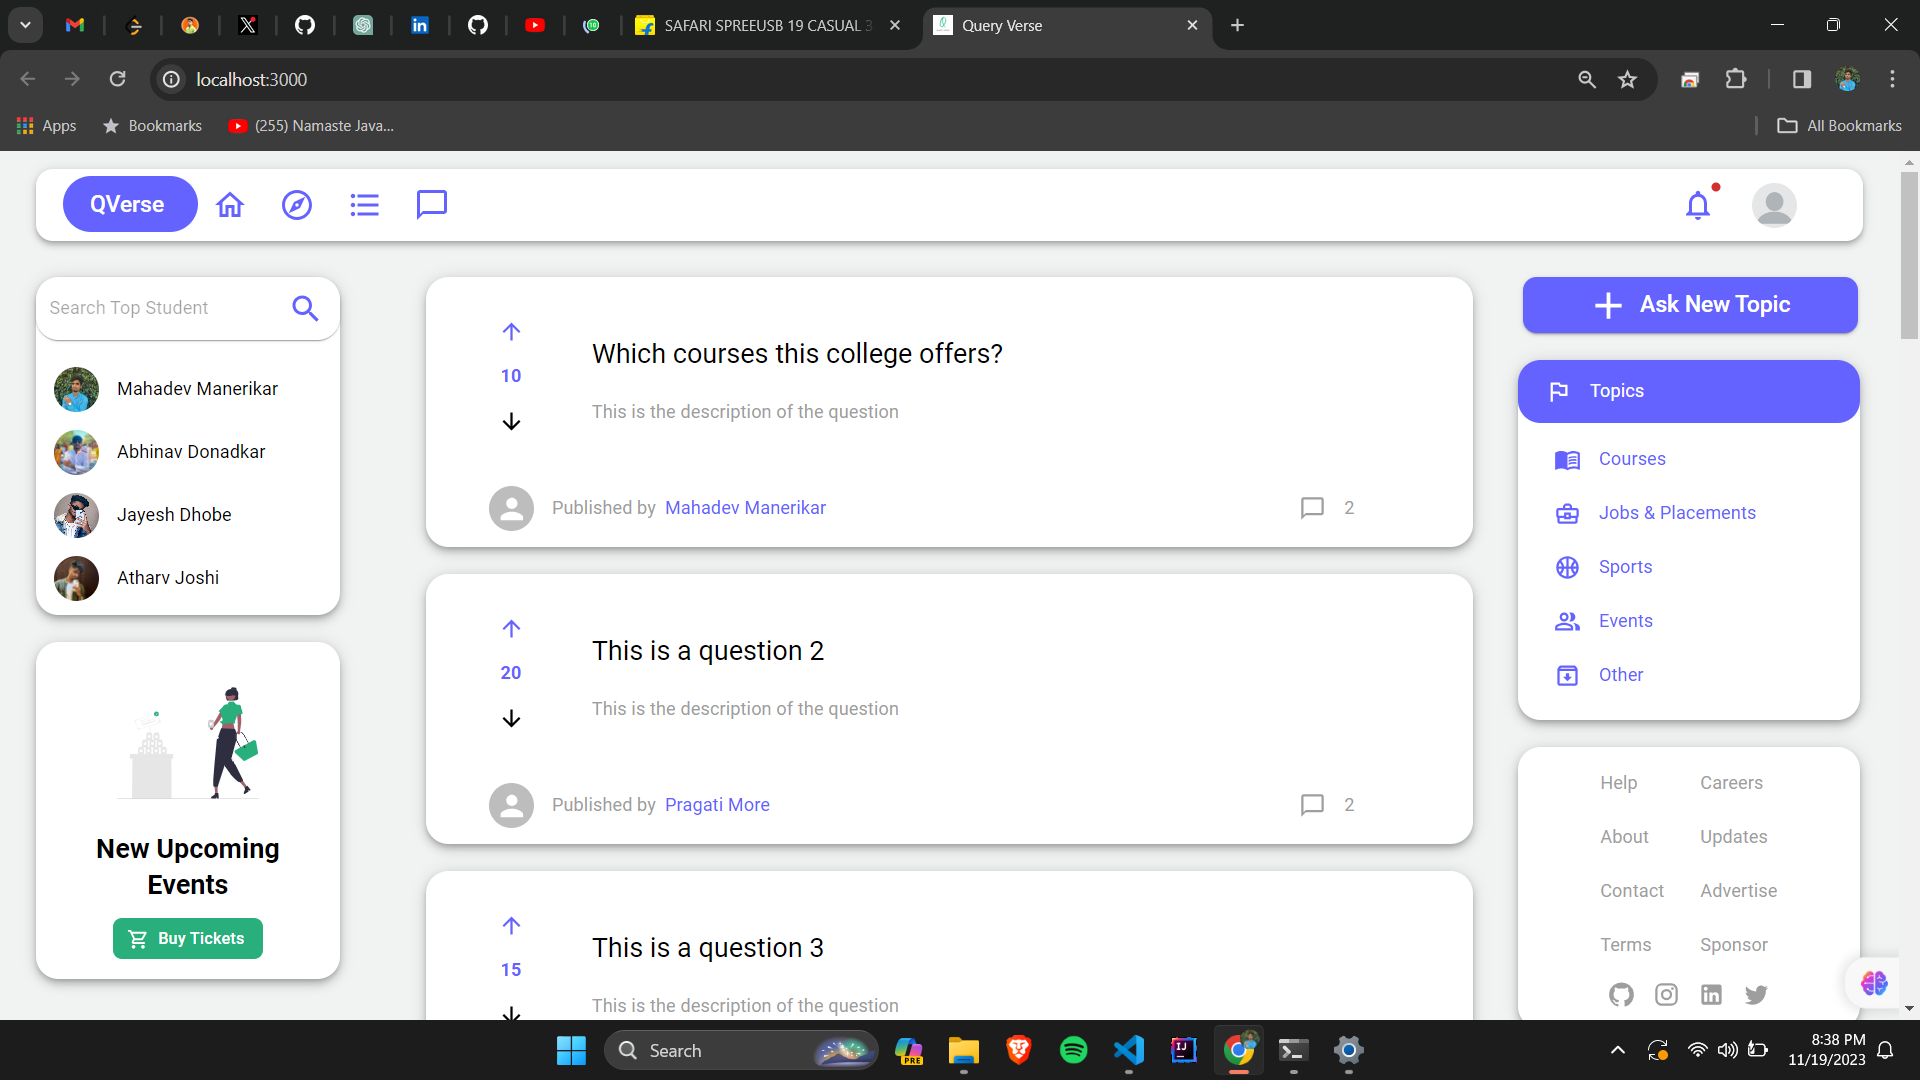 SAFARI SPREEUSB 19 CASUAL 3
Query Verse
localhost:3000
Apps
Bookmarks
(255) Namaste Java...
All Bookmarks
QVerse
Search Top Student
Mahadev Manerikar
Abhinav Donadkar
Jayesh Dhobe
Atharv Joshi
New Upcoming
Events
Buy Tickets
Which courses this college offers?
10
This is the description of the question
Published by Mahadev Manerikar
2
This is a question 2
20
This is the description of the question
Published by Pragati More
2
This is a question 3
15
This is the description of the question
Ask New Topic
Topics
Courses
Jobs & Placements
Sports
Events
Other
Help Careers
About Updates
Contact Advertise
Terms Sponsor
Search
PRE
IJ
8:38 PM
11/19/2023